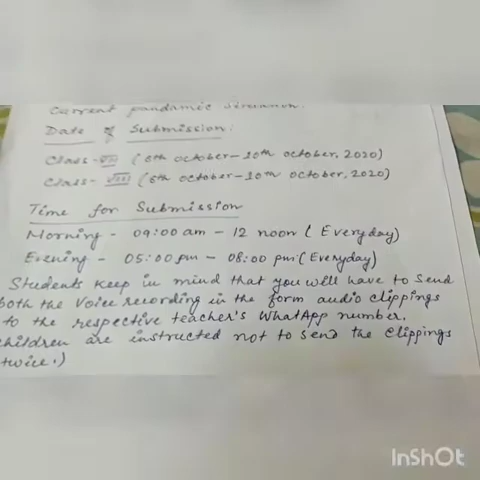 Current pandamic situation.
Date of Submission:
Class-VII (6th october-10th october, 2020)
Class-VIII (6th october-10th october, 2020)
Time for Submission
Morning - 09:00 am - 12 noon ( Everyday)
Evening - 05:00 pm - 08:00 pm (Everyday)
Students Keep in mind that you will have to send
both the voice recording in the form audio clippings
to the respective teacher's WhatApp number.
children are instructed not to send the clippings
twice.)
InShOt